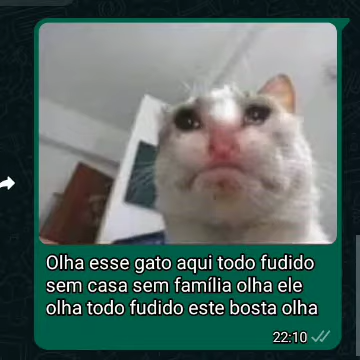 Olha esse gato aqui todo fudido
sem casa sem família olha ele
olha todo fudido este bosta olha
22:10